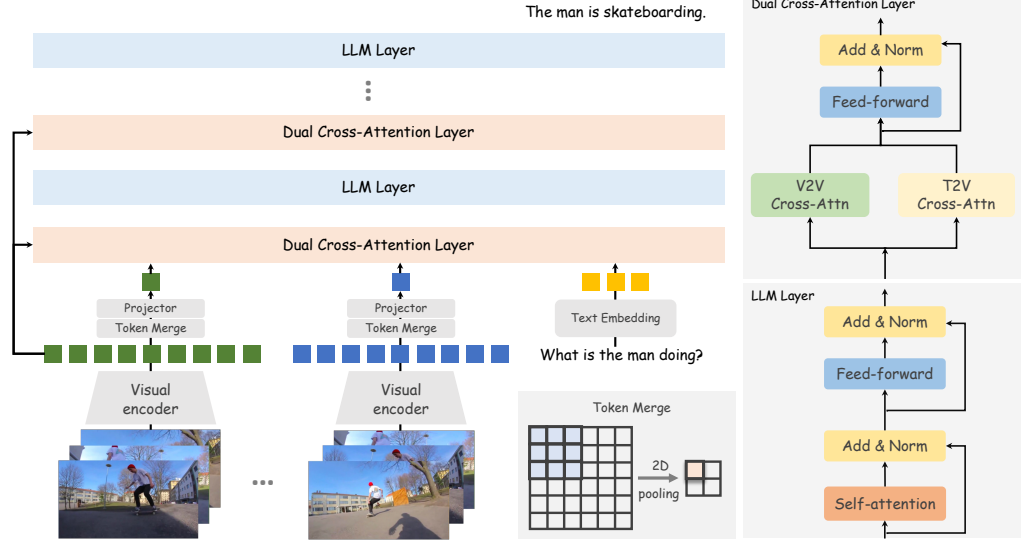 The man is skateboarding.
LLM Layer
Dual Cross-Attention Layer
LLM Layer
Dual Cross-Attention Layer
Projector
Token Merge
Projector
Token Merge
Text Embedding
What is the man doing?
Visual
encoder
Visual
encoder
Token Merge
2D
pooling
Dual Cross-Attention Layer
Add & Norm
Feed-forward
V2V
Cross-Attn
T2V
Cross-Attn
LLM Layer
Add & Norm
Feed-forward
Add & Norm
Self-attention